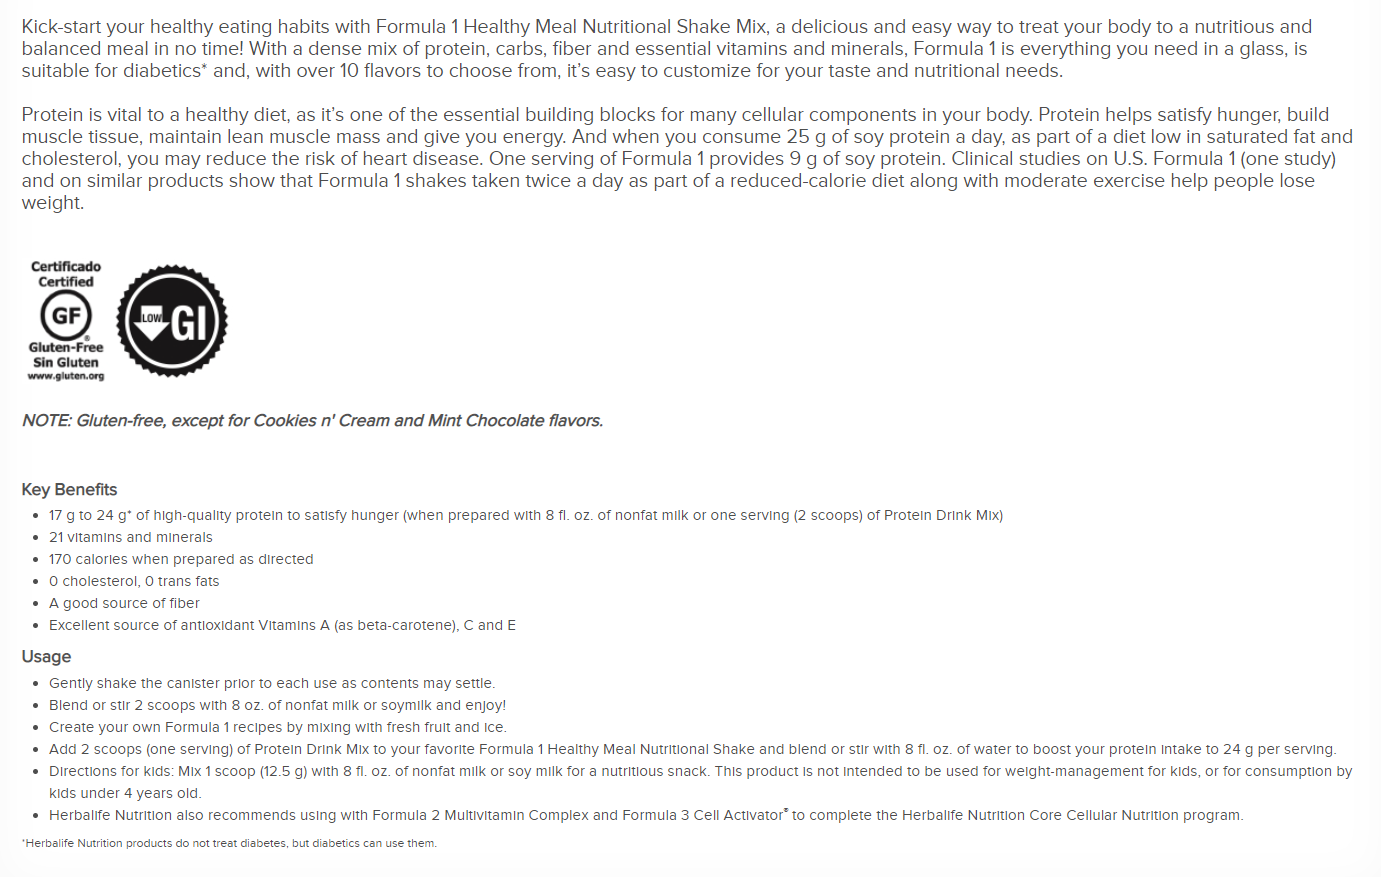 Kick-start your healthy eating habits with Formula 1 Healthy Meal Nutritional Shake Mix, a delicious and easy way to treat your body to a nutritious and
balanced meal in no time! With a dense mix of protein, carbs, fiber and essential vitamins and minerals, Formula 1 is everything you need in a glass, is
suitable for diabetics* and, with over 10 flavors to choose from, it's easy to customize for your taste and nutritional needs.
Protein is vital to a healthy diet, as it's one of the essential building blocks for many cellular components in your body. Protein helps satisfy hunger, build
muscle tissue, maintain lean muscle mass and give you energy. And when you consume 25 g of soy protein a day, as part of a diet low in saturated fat and
cholesterol, you may reduce the risk of heart disease. One serving of Formula 1 provides 9 g of soy protein. Clinical studies on U.S. Formula 1 (one study)
and on similar products show that Formula 1 shakes taken twice a day as part of a reduced-calorie diet along with moderate exercise help people lose
weight.
Certificado
Certified
GF®
Gluten-Free
Sin Gluten
www.gluten.org
LOW GI
NOTE: Gluten-free, except for Cookies n' Cream and Mint Chocolate flavors.
Key Benefits
• 17 g to 24 g* of high-quality protein to satisfy hunger (when prepared with 8 fl. oz. of nonfat milk or one serving (2 scoops) of Protein Drink Mix)
• 21 vitamins and minerals
• 170 calories when prepared as directed
• 0 cholesterol, 0 trans fats
• A good source of fiber
• Excellent source of antioxidant Vitamins A (as beta-carotene), C and E
Usage
• Gently shake the canister prior to each use as contents may settle.
• Blend or stir 2 scoops with 8 oz. of nonfat milk or soymilk and enjoy!
• Create your own Formula 1 recipes by mixing with fresh fruit and ice.
• Add 2 scoops (one serving) of Protein Drink Mix to your favorite Formula 1 Healthy Meal Nutritional Shake and blend or stir with 8 fl. oz. of water to boost your protein intake to 24 g per serving.
• Directions for kids: Mix 1 scoop (12.5 g) with 8 fl. oz. of nonfat milk or soy milk for a nutritious snack. This product is not intended to be used for weight-management for kids, or for consumption by
kids under 4 years old.
• Herbalife Nutrition also recommends using with Formula 2 Multivitamin Complex and Formula 3 Cell Activator® to complete the Herbalife Nutrition Core Cellular Nutrition program.
*Herbalife Nutrition products do not treat diabetes, but diabetics can use them.